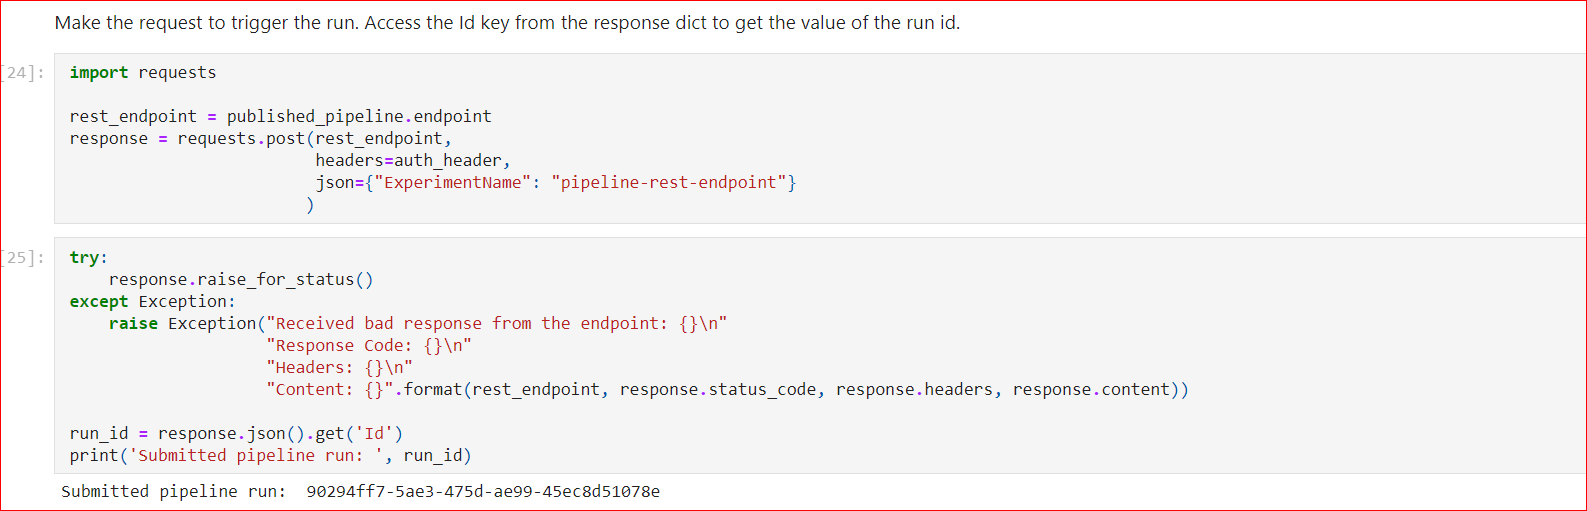 Make the request to trigger the run. Access the Id key from the response dict to get the value of the run id.
[24]:
import requests
rest_endpoint = published_pipeline.endpoint
response = requests.post(rest_endpoint,
                         headers=auth_header,
                         json={"ExperimentName": "pipeline-rest-endpoint"}
                        )
[25]:
try:
    response.raise_for_status()
except Exception:
    raise Exception("Received bad response from the endpoint: {}\n"
                    "Response Code: {}\n"
                    "Headers: {}\n"
                    "Content: {}".format(rest_endpoint, response.status_code, response.headers, response.content))
run_id = response.json().get('Id')
print('Submitted pipeline run: ', run_id)
Submitted pipeline run:  90294ff7-5ae3-475d-ae99-45ec8d51078e